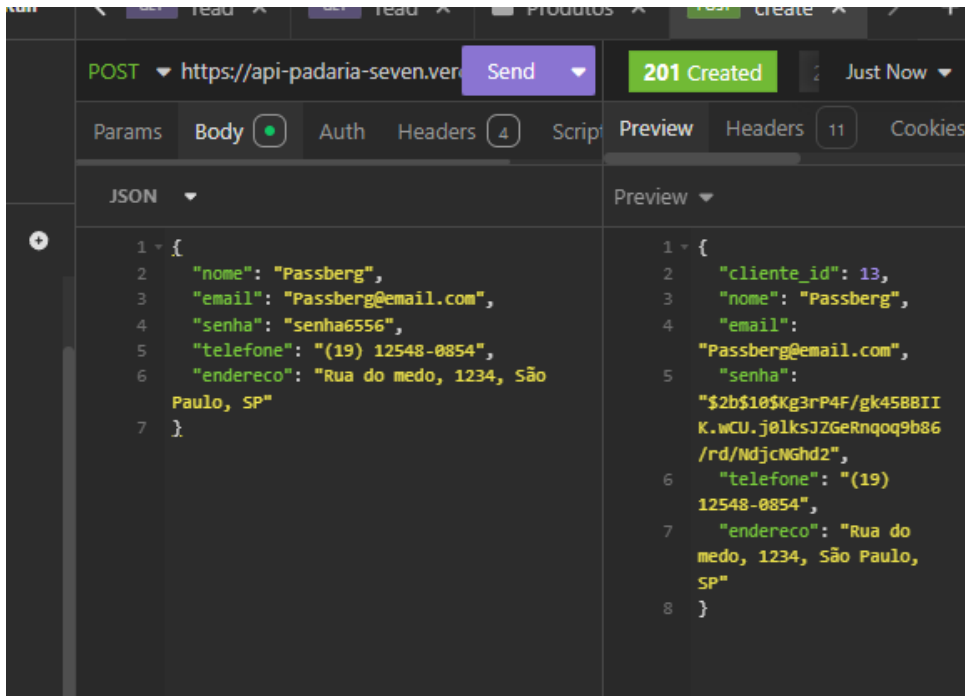 read
read
Produtos
create
POST https://api-padaria-seven.ver Send
201 Created
Just Now
Params Body Auth Headers 4 Script
Preview Headers 11 Cookies
JSON
Preview
1 {
2 "nome": "Passberg",
3 "email": "Passberg@email.com",
4 "senha": "senha6556",
5 "telefone": "(19) 12548-0854",
6 "endereco": "Rua do medo, 1234, São
Paulo, SP"
7 }
1 {
2 "cliente_id": 13,
3 "nome": "Passberg",
4 "email":
"Passberg@email.com",
5 "senha":
"$2b$10$Kg3rP4F/gk45BBII
K.wCU.j0lksJZGeRnqoq9b86
/rd/NdjcNGhd2",
6 "telefone": "(19)
12548-0854",
7 "endereco": "Rua do
medo, 1234, São Paulo,
SP"
8 }